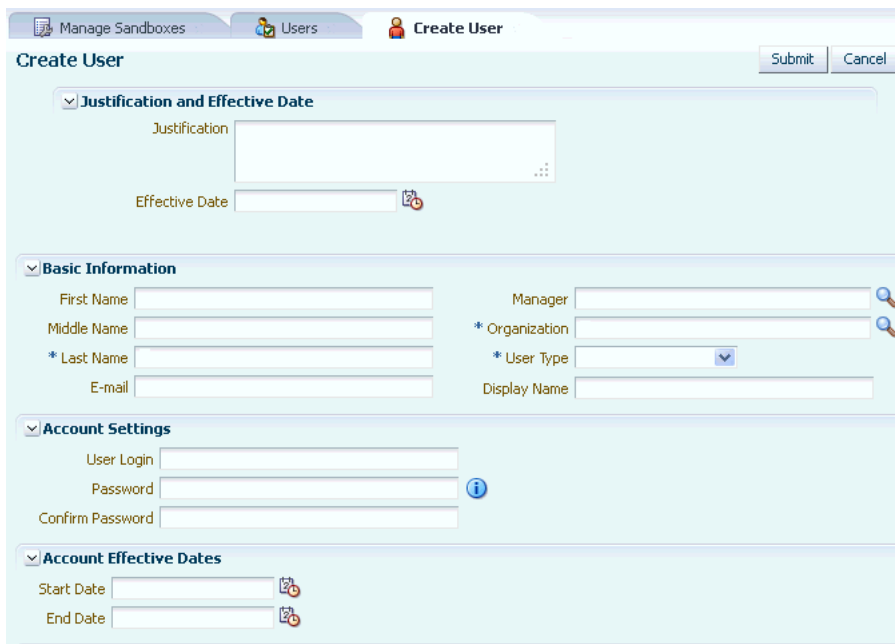 Manage Sandboxes
Users
Create User
Create User
Submit
Cancel
Justification and Effective Date
Justification
Effective Date
Basic Information
First Name
Manager
Middle Name
* Organization
* Last Name
* User Type
E-mail
Display Name
Account Settings
User Login
Password
Confirm Password
Account Effective Dates
Start Date
End Date